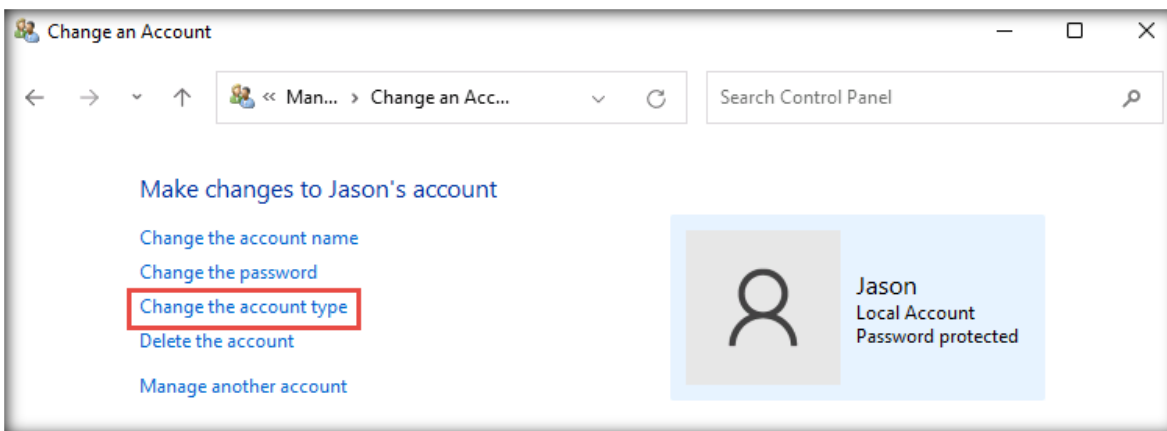 Change an Account
« Man... › Change an Acc...
Search Control Panel
Make changes to Jason's account
Change the account name
Change the password
Change the account type
Delete the account
Manage another account
Jason
Local Account
Password protected